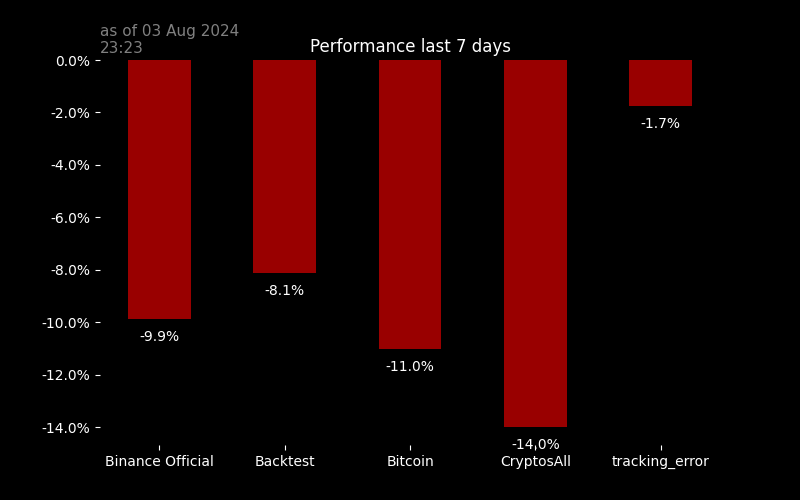 as of 03 Aug 2024
23:23
Performance last 7 days
0.0%
-2.0%
-4.0%
-6.0%
-8.0%
-10.0%
-12.0%
-14.0%
-9.9%
-8.1%
-11.0%
-14.0%
-1.7%
Binance Official
Backtest
Bitcoin
CryptosAll
tracking_error